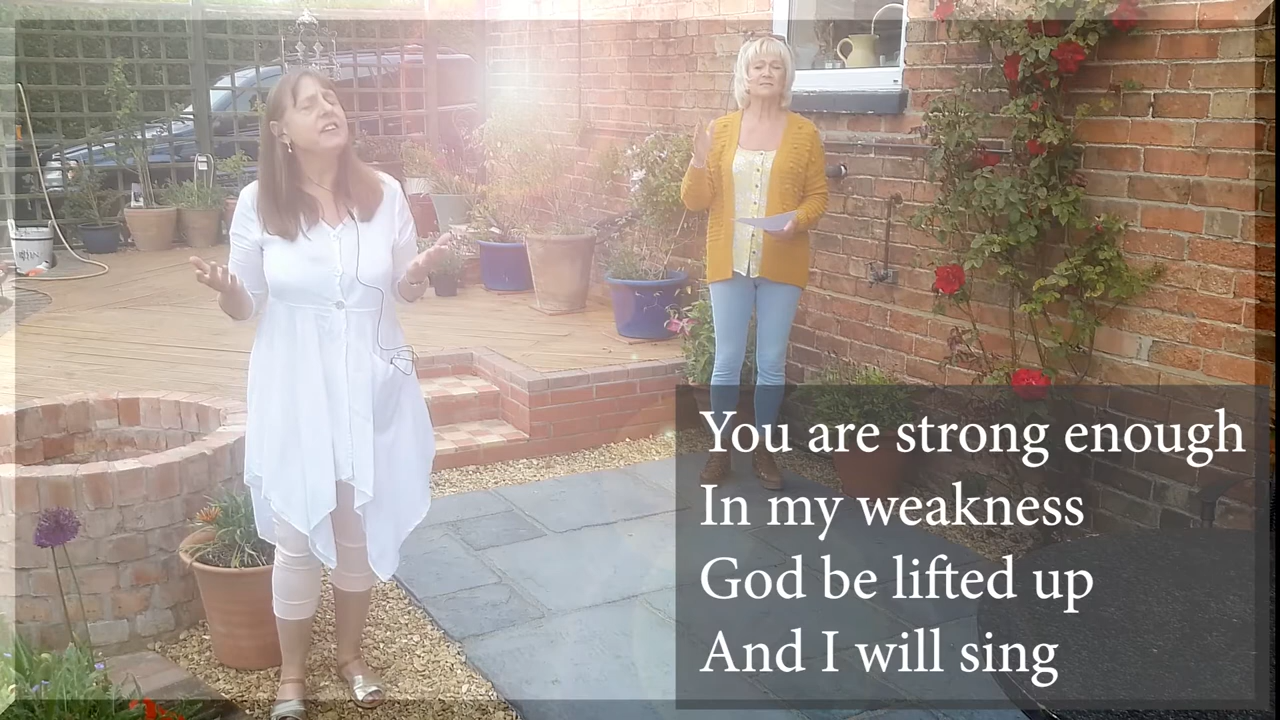 You are strong enough
In my weakness
God be lifted up
And I will sing